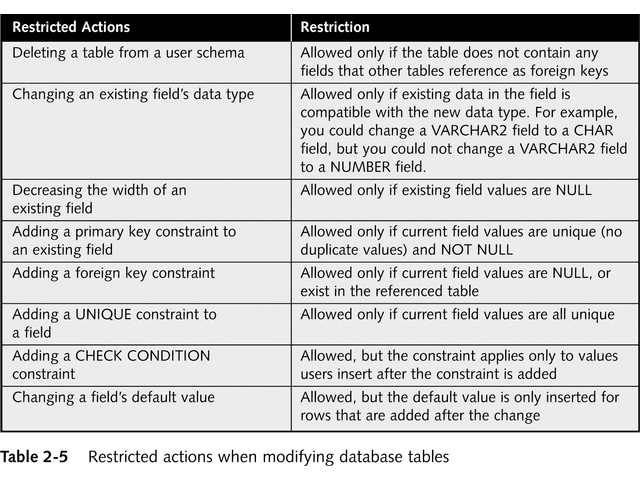 Restricted Actions
Restriction
Deleting a table from a user schema
Allowed only if the table does not contain any
fields that other tables reference as foreign keys
Changing an existing field's data type
Allowed only if existing data in the field is
compatible with the new data type. For example,
you could change a VARCHAR2 field to a CHAR
field, but you could not change a VARCHAR2 field
to a NUMBER field.
Decreasing the width of an
existing field
Allowed only if existing field values are NULL
Adding a primary key constraint to
an existing field
Allowed only if current field values are unique (no
duplicate values) and NOT NULL
Adding a foreign key constraint
Allowed only if current field values are NULL, or
exist in the referenced table
Adding a UNIQUE constraint to
a field
Allowed only if current field values are all unique
Adding a CHECK CONDITION
constraint
Allowed, but the constraint applies only to values
users insert after the constraint is added
Changing a field's default value
Allowed, but the default value is only inserted for
rows that are added after the change
Table 2-5 Restricted actions when modifying database tables